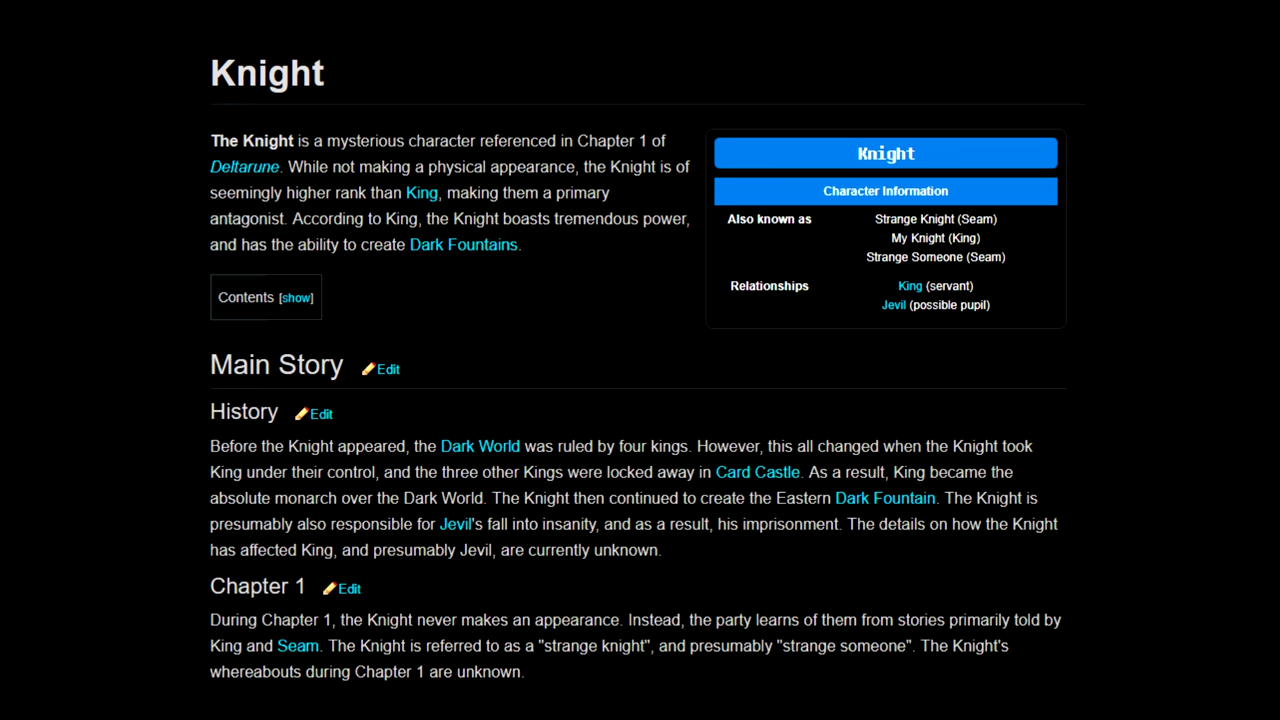 Knight
The Knight is a mysterious character referenced in Chapter 1 of
Deltarune. While not making a physical appearance, the Knight is of
seemingly higher rank than King, making them a primary
antagonist. According to King, the Knight boasts tremendous power,
and has the ability to create Dark Fountains.
Contents [show]
Knight
Character Information
Also known as Strange Knight (Seam)
My Knight (King)
Strange Someone (Seam)
Relationships King (servant)
Jevil (possible pupil)
Main Story Edit
History Edit
Before the Knight appeared, the Dark World was ruled by four kings. However, this all changed when the Knight took
King under their control, and the three other Kings were locked away in Card Castle. As a result, King became the
absolute monarch over the Dark World. The Knight then continued to create the Eastern Dark Fountain. The Knight is
presumably also responsible for Jevil's fall into insanity, and as a result, his imprisonment. The details on how the Knight
has affected King, and presumably Jevil, are currently unknown.
Chapter 1 Edit
During Chapter 1, the Knight never makes an appearance. Instead, the party learns of them from stories primarily told by
King and Seam. The Knight is referred to as a "strange knight", and presumably "strange someone". The Knight's
whereabouts during Chapter 1 are unknown.